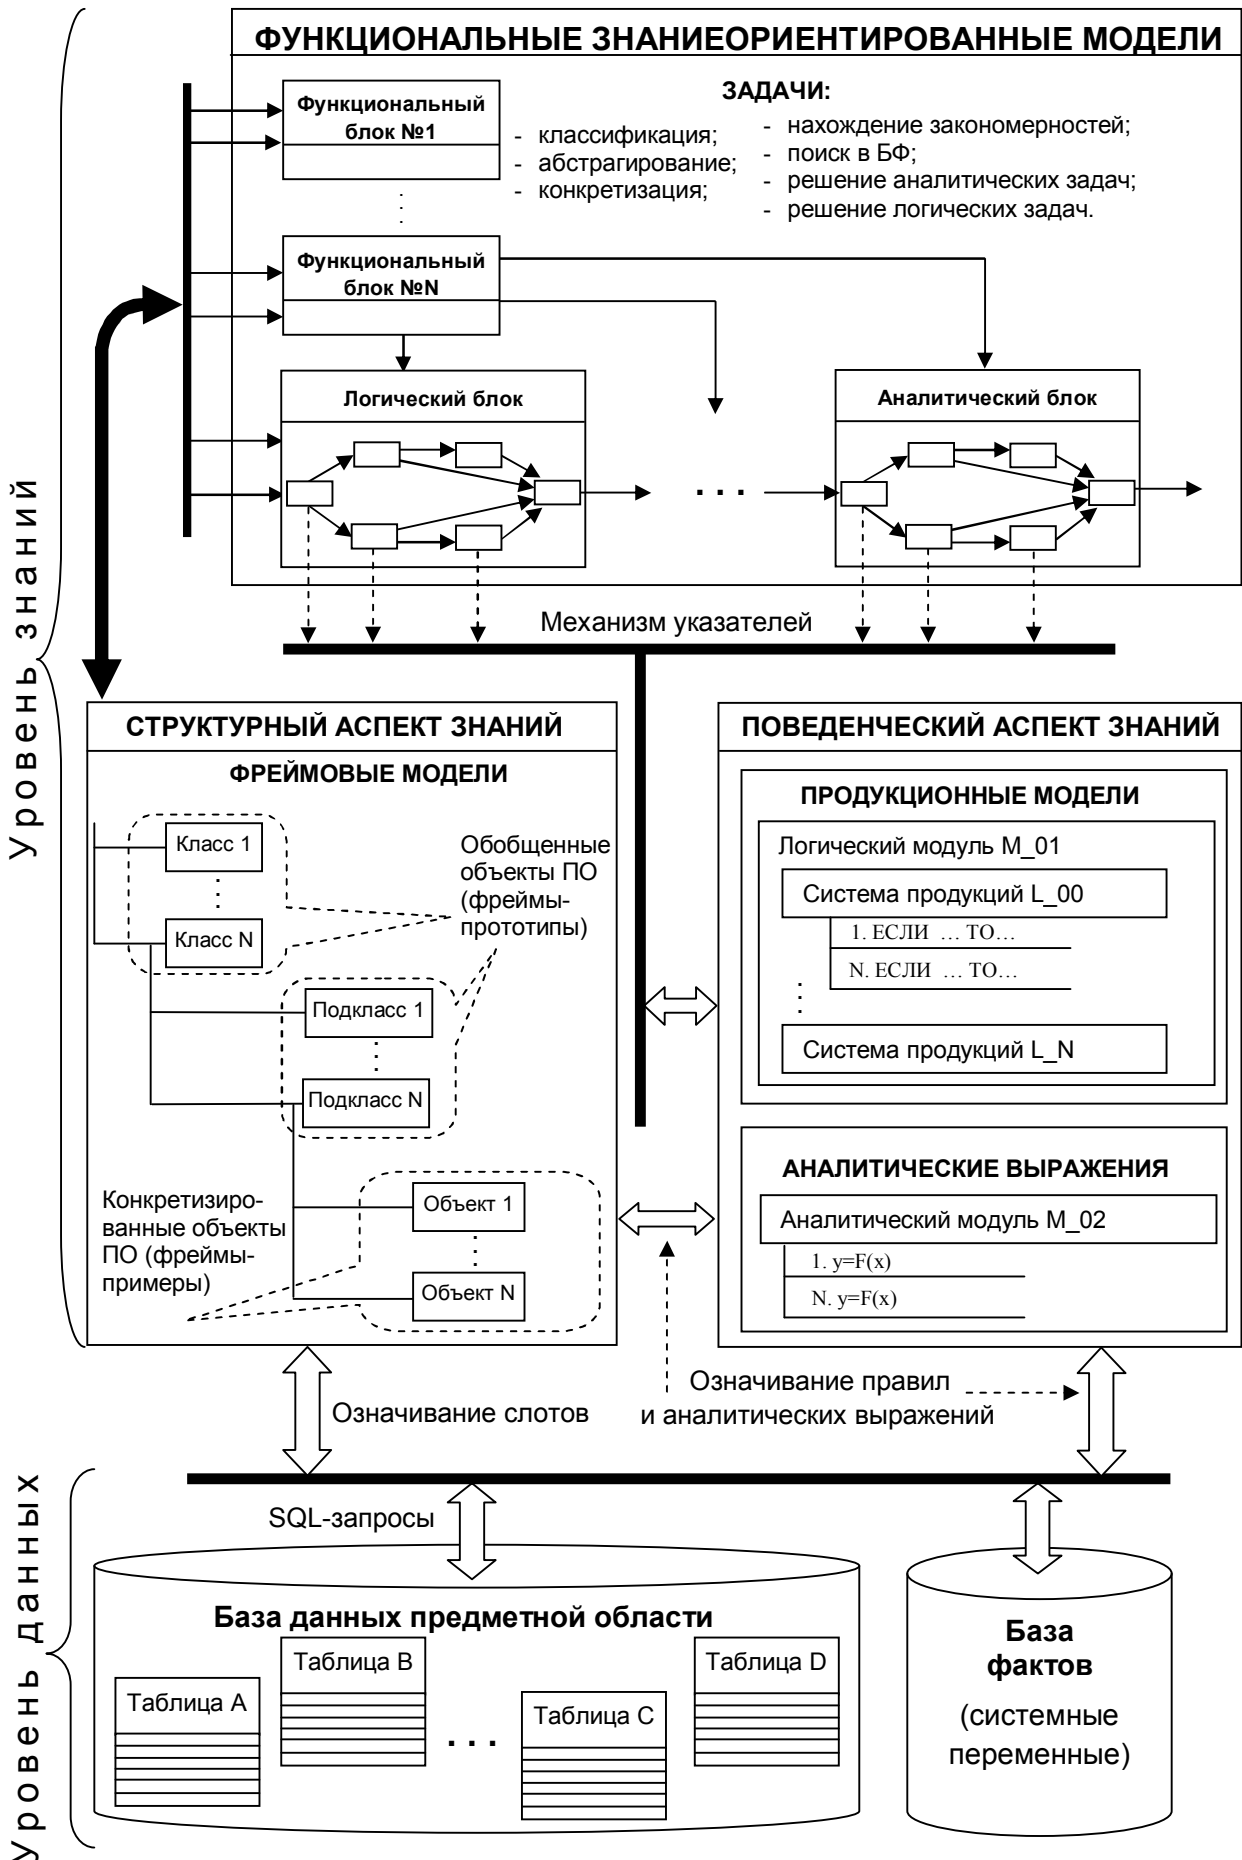 ФУНКЦИОНАЛЬНЫЕ ЗНАНИЕОРИЕНТИРОВАННЫЕ МОДЕЛИ
Функциональный
блок №1
ЗАДАЧИ:
- классификация;
- абстрагирование;
- конкретизация;
- нахождение закономерностей;
- поиск в БФ;
- решение аналитических задач;
- решение логических задач.
Функциональный
блок №N
Логический блок
. . .
Аналитический блок
Уровень знаний
Механизм указателей
СТРУКТУРНЫЙ АСПЕКТ ЗНАНИЙ
ФРЕЙМОВЫЕ МОДЕЛИ
Класс 1
Класс N
Обобщенные
объекты ПО
(фреймы-
прототипы)
Подкласс 1
Подкласс N
Конкретизиро-
ванные объекты
ПО (фреймы-
примеры)
Объект 1
Объект N
ПОВЕДЕНЧЕСКИЙ АСПЕКТ ЗНАНИЙ
ПРОДУКЦИОННЫЕ МОДЕЛИ
Логический модуль M_01
Система продукций L_00
1. ЕСЛИ … ТО…
N. ЕСЛИ … ТО…
Система продукций L_N
АНАЛИТИЧЕСКИЕ ВЫРАЖЕНИЯ
Аналитический модуль M_02
1. y=F(x)
N. y=F(x)
Означивание слотов
Означивание правил
и аналитических выражений
Уровень данных
SQL-запросы
База данных предметной области
Таблица A
Таблица B
. . .
Таблица C
Таблица D
База
фактов
(системные
переменные)